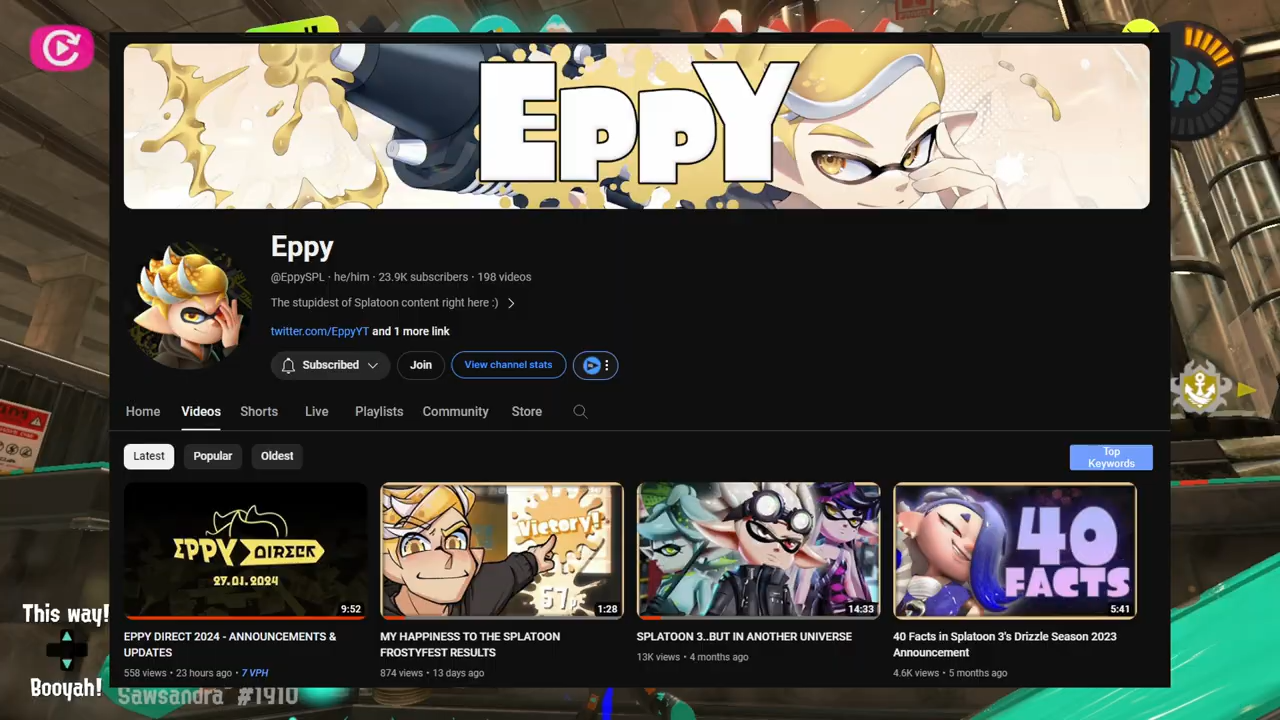 EPPY
Eppy
@EppySPL · he/him · 23.9K subscribers · 198 videos
The stupidest of Splatoon content right here :)
twitter.com/EppyYT and 1 more link
Subscribed
Join
View channel stats
Home
Videos
Shorts
Live
Playlists
Community
Store
Latest
Popular
Oldest
Top
Keywords
EPPY DIRECT
27.01.2024
9:52
Victory!
1:28
14:33
40
FACTS
5:41
EPPY DIRECT 2024 - ANNOUNCEMENTS &
UPDATES
558 views • 23 hours ago • 7 VPH
MY HAPPINESS TO THE SPLATOON
FROSTYFEST RESULTS
874 views • 13 days ago
SPLATOON 3..BUT IN ANOTHER UNIVERSE
13K views • 4 months ago
40 Facts in Splatoon 3's Drizzle Season 2023
Announcement
4.6K views • 5 months ago
This way!
Booyah!
Sawsandra #1910